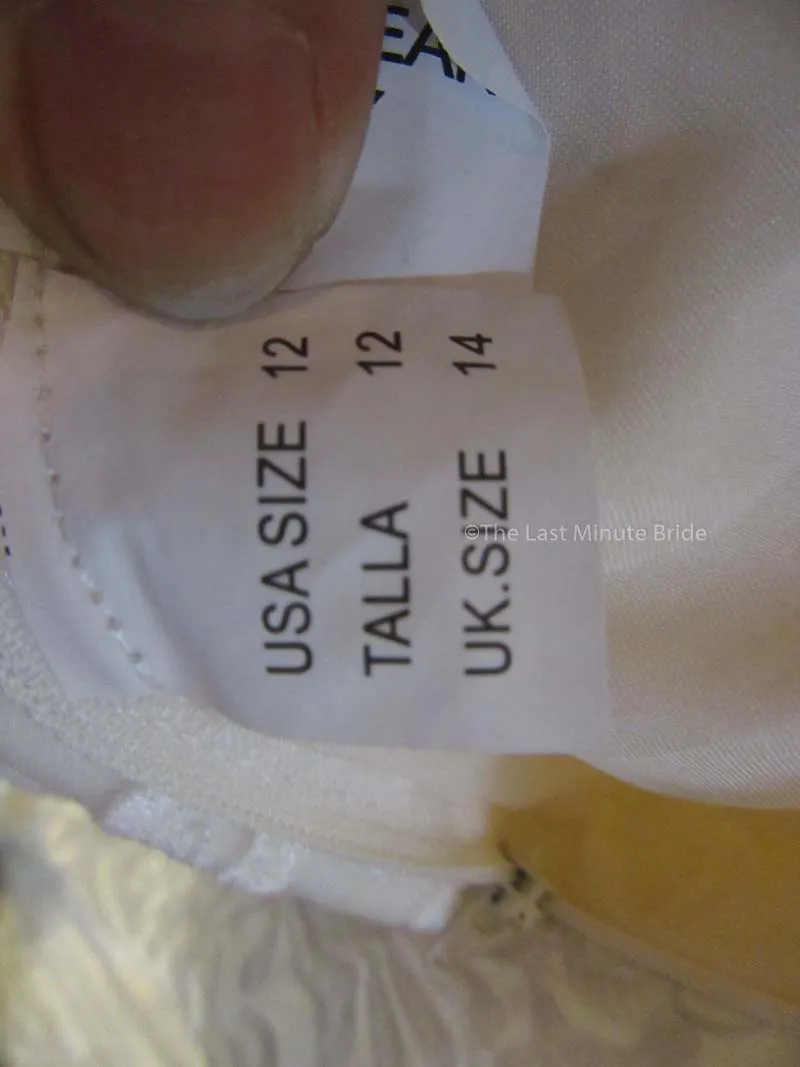 USA SIZE 12
TALLA 12
UK.SIZE 14
©The Last Minute Bride